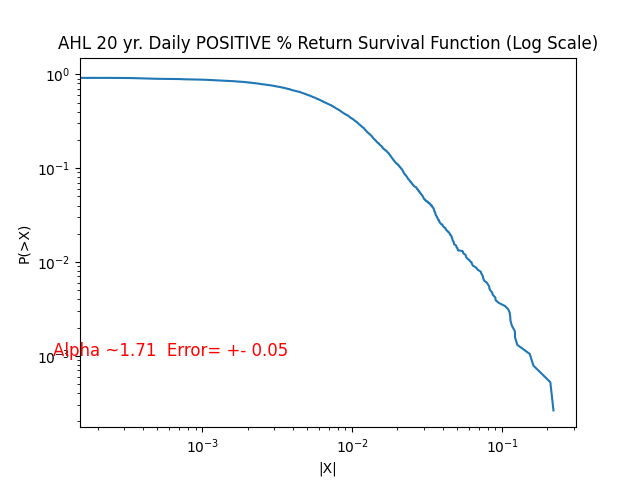 AHL 20 yr. Daily POSITIVE % Return Survival Function (Log Scale)
10⁰
10⁻¹
10⁻²
10⁻³
P(>X)
Alpha ~1.71  Error= +- 0.05
10⁻³
10⁻²
10⁻¹
|X|